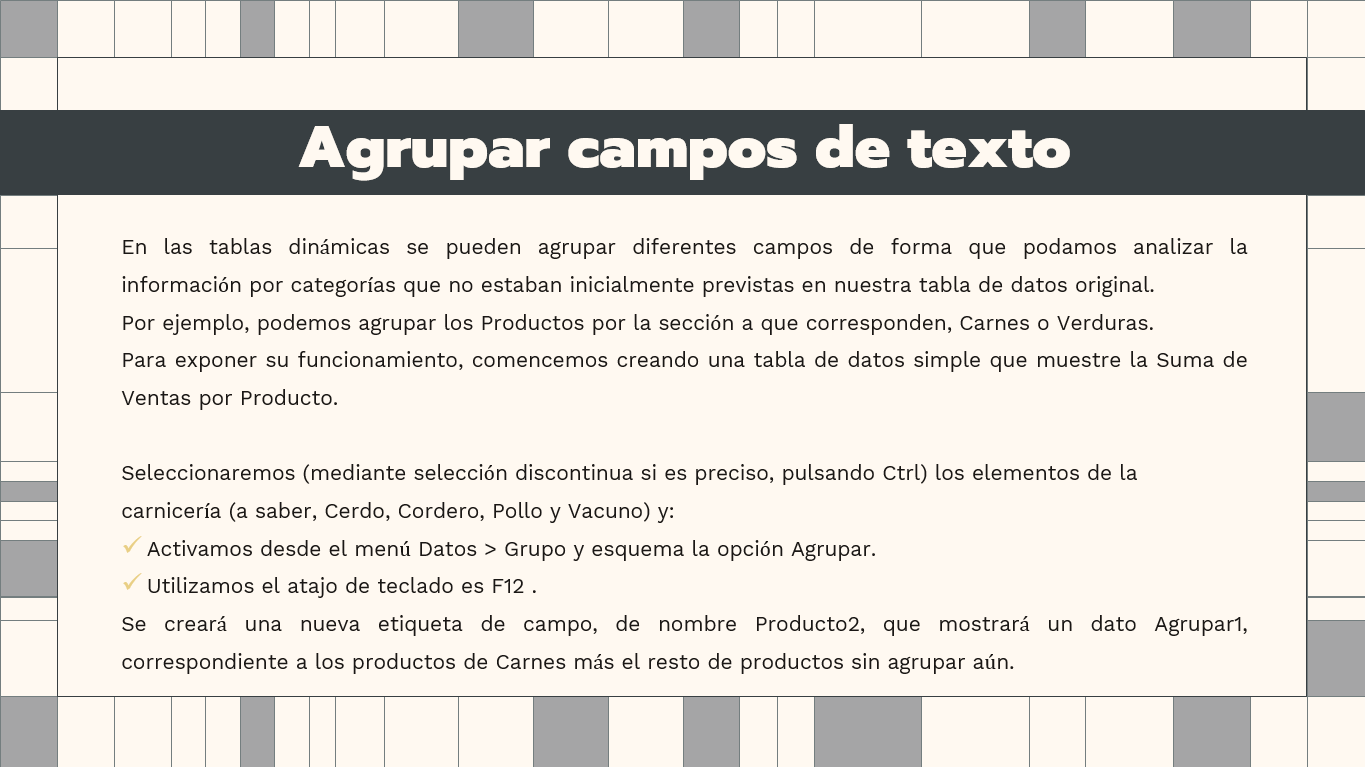 Agrupar campos de texto
En las tablas dinámicas se pueden agrupar diferentes campos de forma que podamos analizar la
información por categorías que no estaban inicialmente previstas en nuestra tabla de datos original.
Por ejemplo, podemos agrupar los Productos por la sección a que corresponden, Carnes o Verduras.
Para exponer su funcionamiento, comencemos creando una tabla de datos simple que muestre la Suma de
Ventas por Producto.
Seleccionaremos (mediante selección discontinua si es preciso, pulsando Ctrl) los elementos de la
carnicería (a saber, Cerdo, Cordero, Pollo y Vacuno) y:
✓ Activamos desde el menú Datos > Grupo y esquema la opción Agrupar.
✓ Utilizamos el atajo de teclado es F12 .
Se creará una nueva etiqueta de campo, de nombre Producto2, que mostrará un dato Agrupar1,
correspondiente a los productos de Carnes más el resto de productos sin agrupar aún.